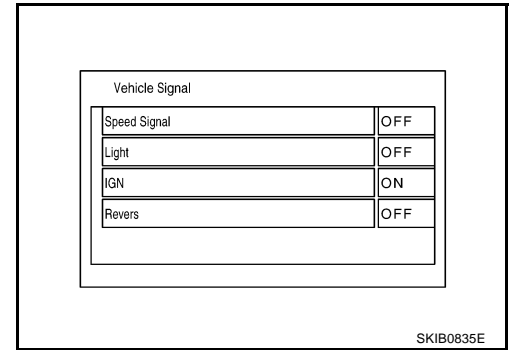 Vehicle Signal
Speed Signal OFF
Light OFF
IGN ON
Revers OFF
SKIB0835E